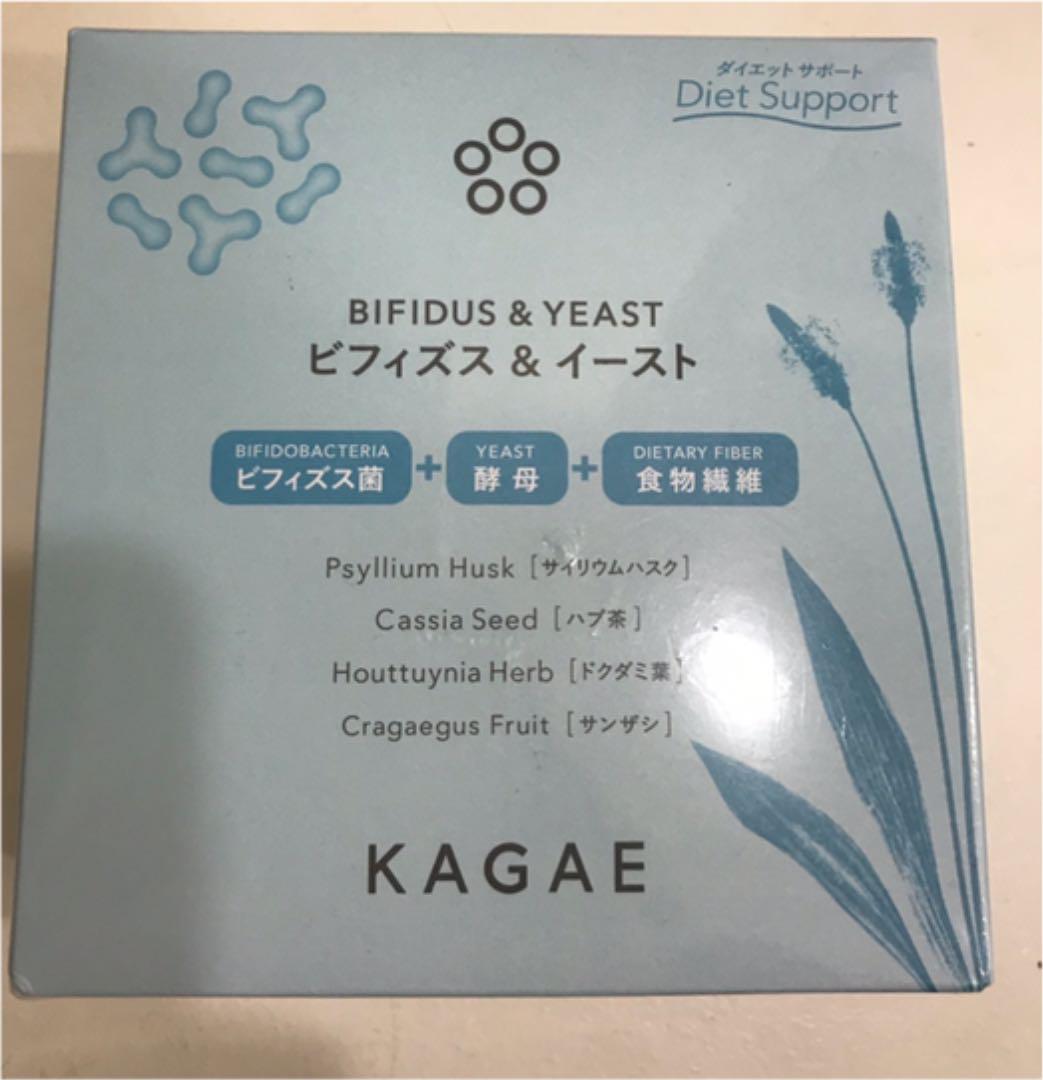 ダイエット サポート
Diet Support
BIFIDUS & YEAST
ビフィズス & イースト
BIFIDOBACTERIA YEAST DIETARY FIBER
ビフィズス菌 + 酵母 + 食物繊維
Psyllium Husk [サイリウムハスク]
Cassia Seed [ハブ茶]
Houttuynia Herb [ドクダミ葉]
Cragaegus Fruit [サンザシ]
KAGAE